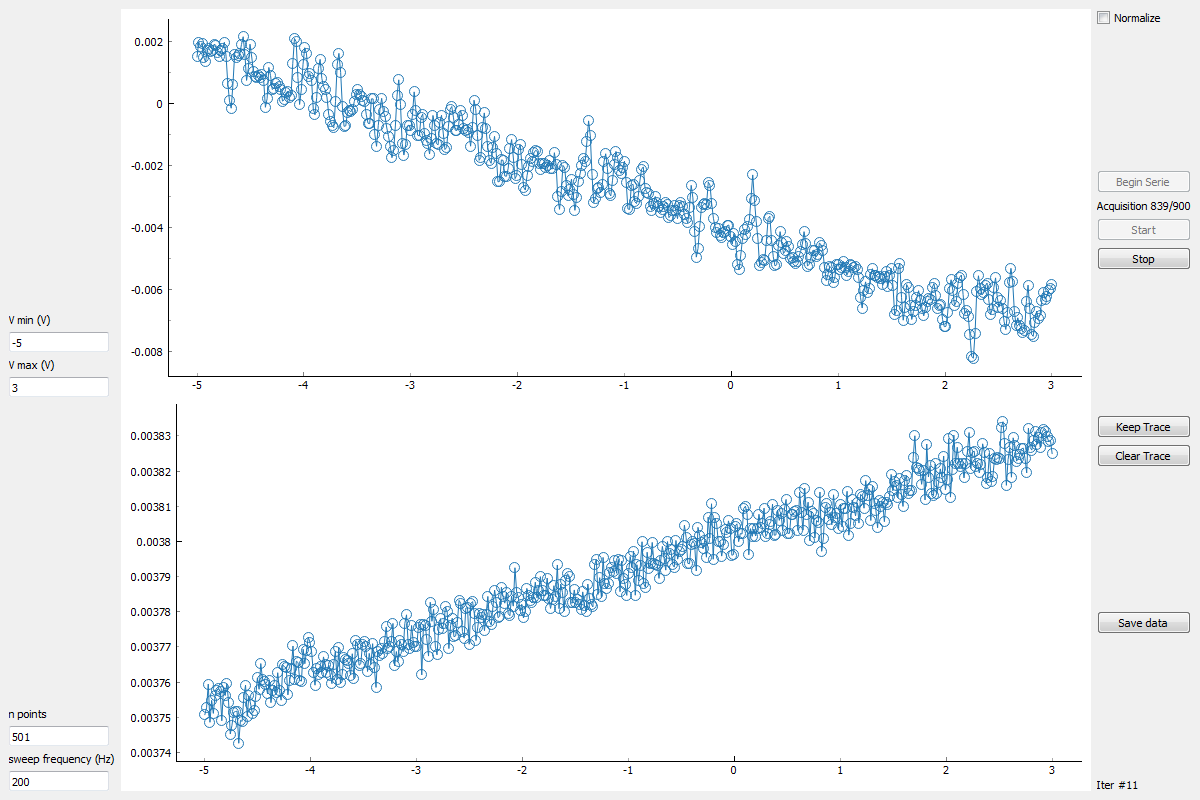 Normalize
0.002
0
-0.002
-0.004
-0.006
-0.008
-5
-4
-3
-2
-1
0
1
2
3
Begin Serie
Acquisition 839/900
Start
Stop
V min (V)
-5
V max (V)
3
0.00383
0.00382
0.00381
0.0038
0.00379
0.00378
0.00377
0.00376
0.00375
0.00374
-5
-4
-3
-2
-1
0
1
2
3
Keep Trace
Clear Trace
Save data
n points
501
sweep frequency (Hz)
200
Iter #11